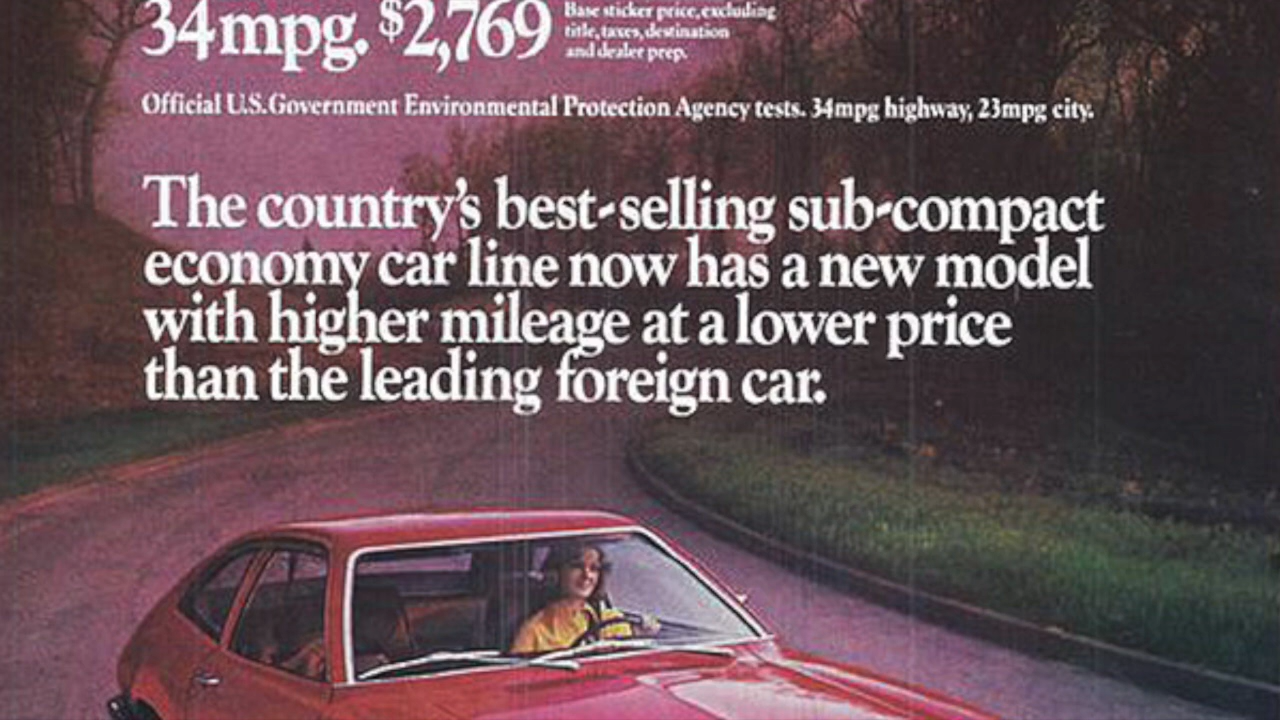 34mpg. $2,769
Base sticker price, excluding
title, taxes, destination
and dealer prep.
Official U.S. Government Environmental Protection Agency tests. 34mpg highway, 23mpg city.
The country's best-selling sub-compact
economy car line now has a new model
with higher mileage at a lower price
than the leading foreign car.